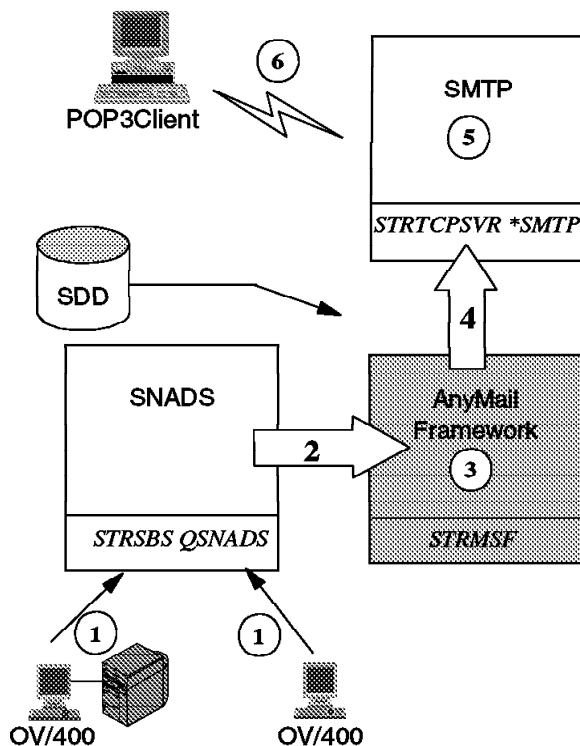 6
POP3Client
SMTP
5
STRTCPSVR *SMTP
SDD
4
SNADS
AnyMail
Framework
2
3
STRSBS QSNADS
STRMSF
1
1
OV/400
OV/400